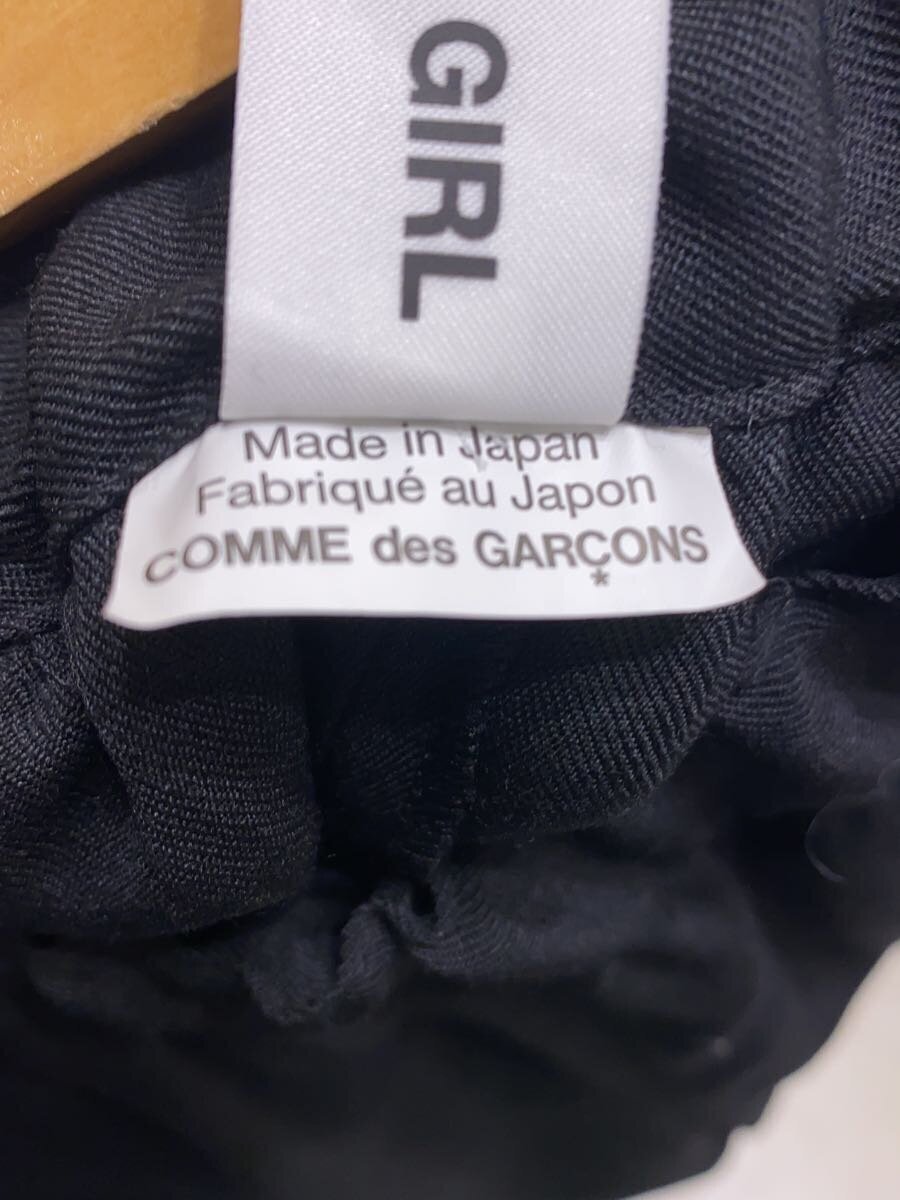 GIRL
Made in Japan
Fabriqué au Japon
COMME des GARÇONS
*